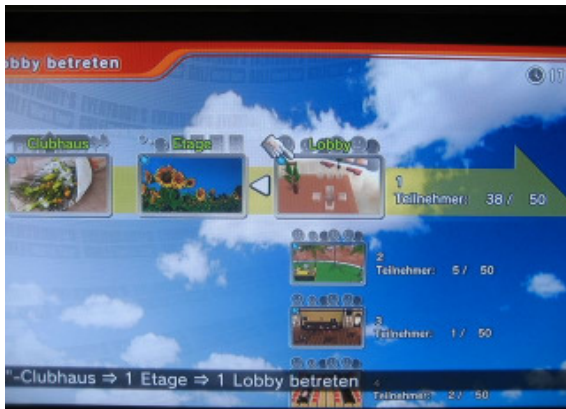 obby betreten
Clubhaus
Etage
Lobby
1
Teilnehmer: 38 / 50
2
Teilnehmer: 5 / 50
3
Teilnehmer: 1 / 50
4
Teilnehmer: 2 / 50
"-Clubhaus ⇒ 1 Etage ⇒ 1 Lobby betreten